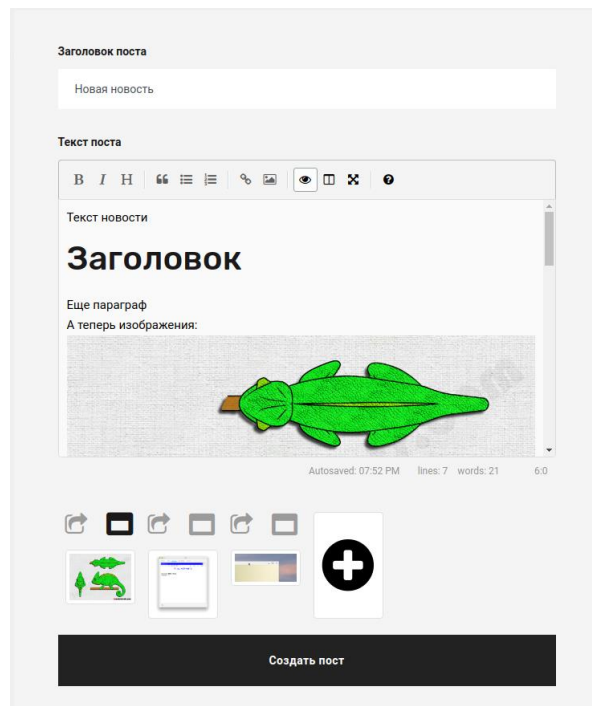 Заголовок поста
Новая новость
Текст поста
B I H
Текст новости
Заголовок
Еще параграф
А теперь изображения:
Autosaved: 07:52 PM lines: 7 words: 21 6:0
Создать пост